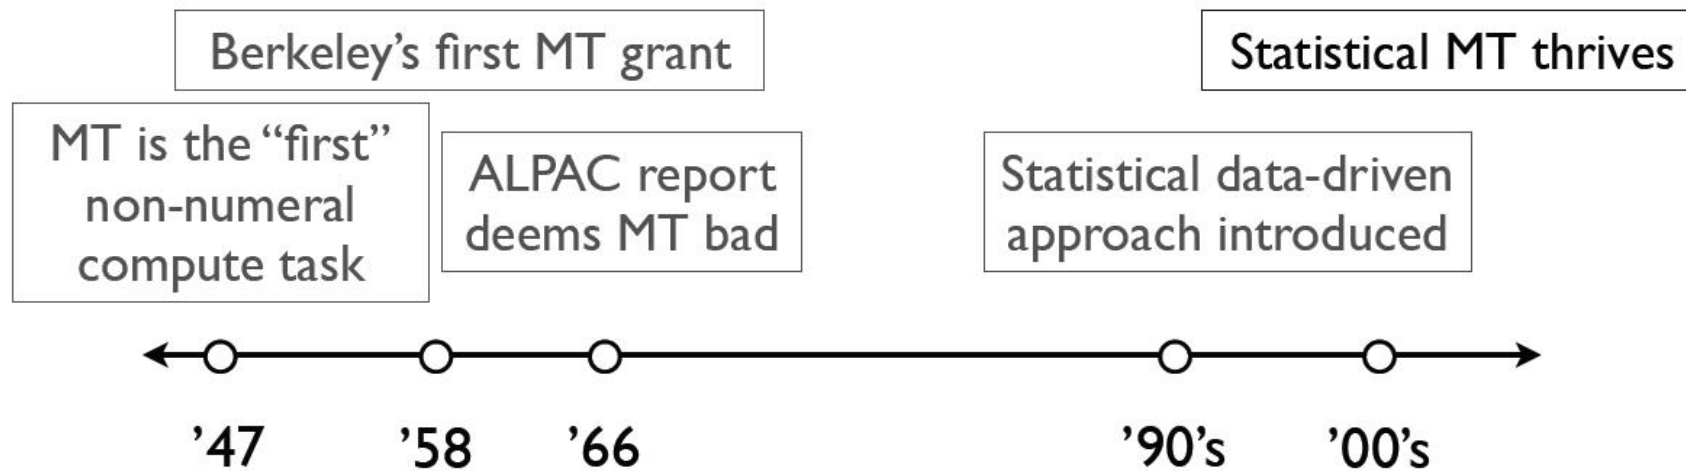 Berkeley’s first MT grant
Statistical MT thrives
MT is the “first”
non-numeral
compute task
ALPAC report
deems MT bad
Statistical data-driven
approach introduced
’47
’58
’66
’90’s
’00’s